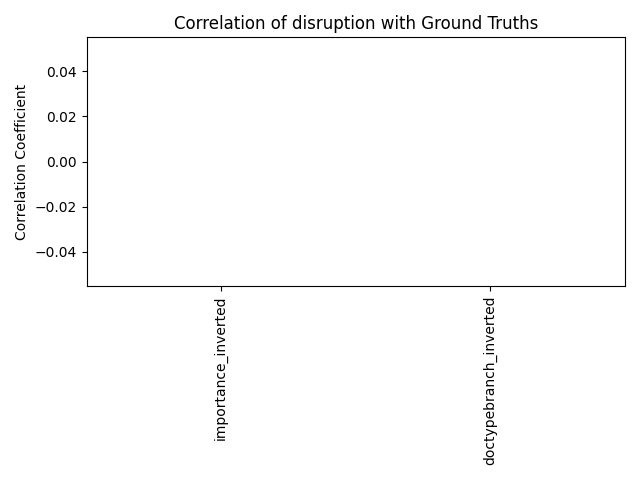 Correlation of disruption with Ground Truths
Correlation Coefficient
0.04
0.02
0.00
−0.02
−0.04
importance_inverted
doctypebranch_inverted